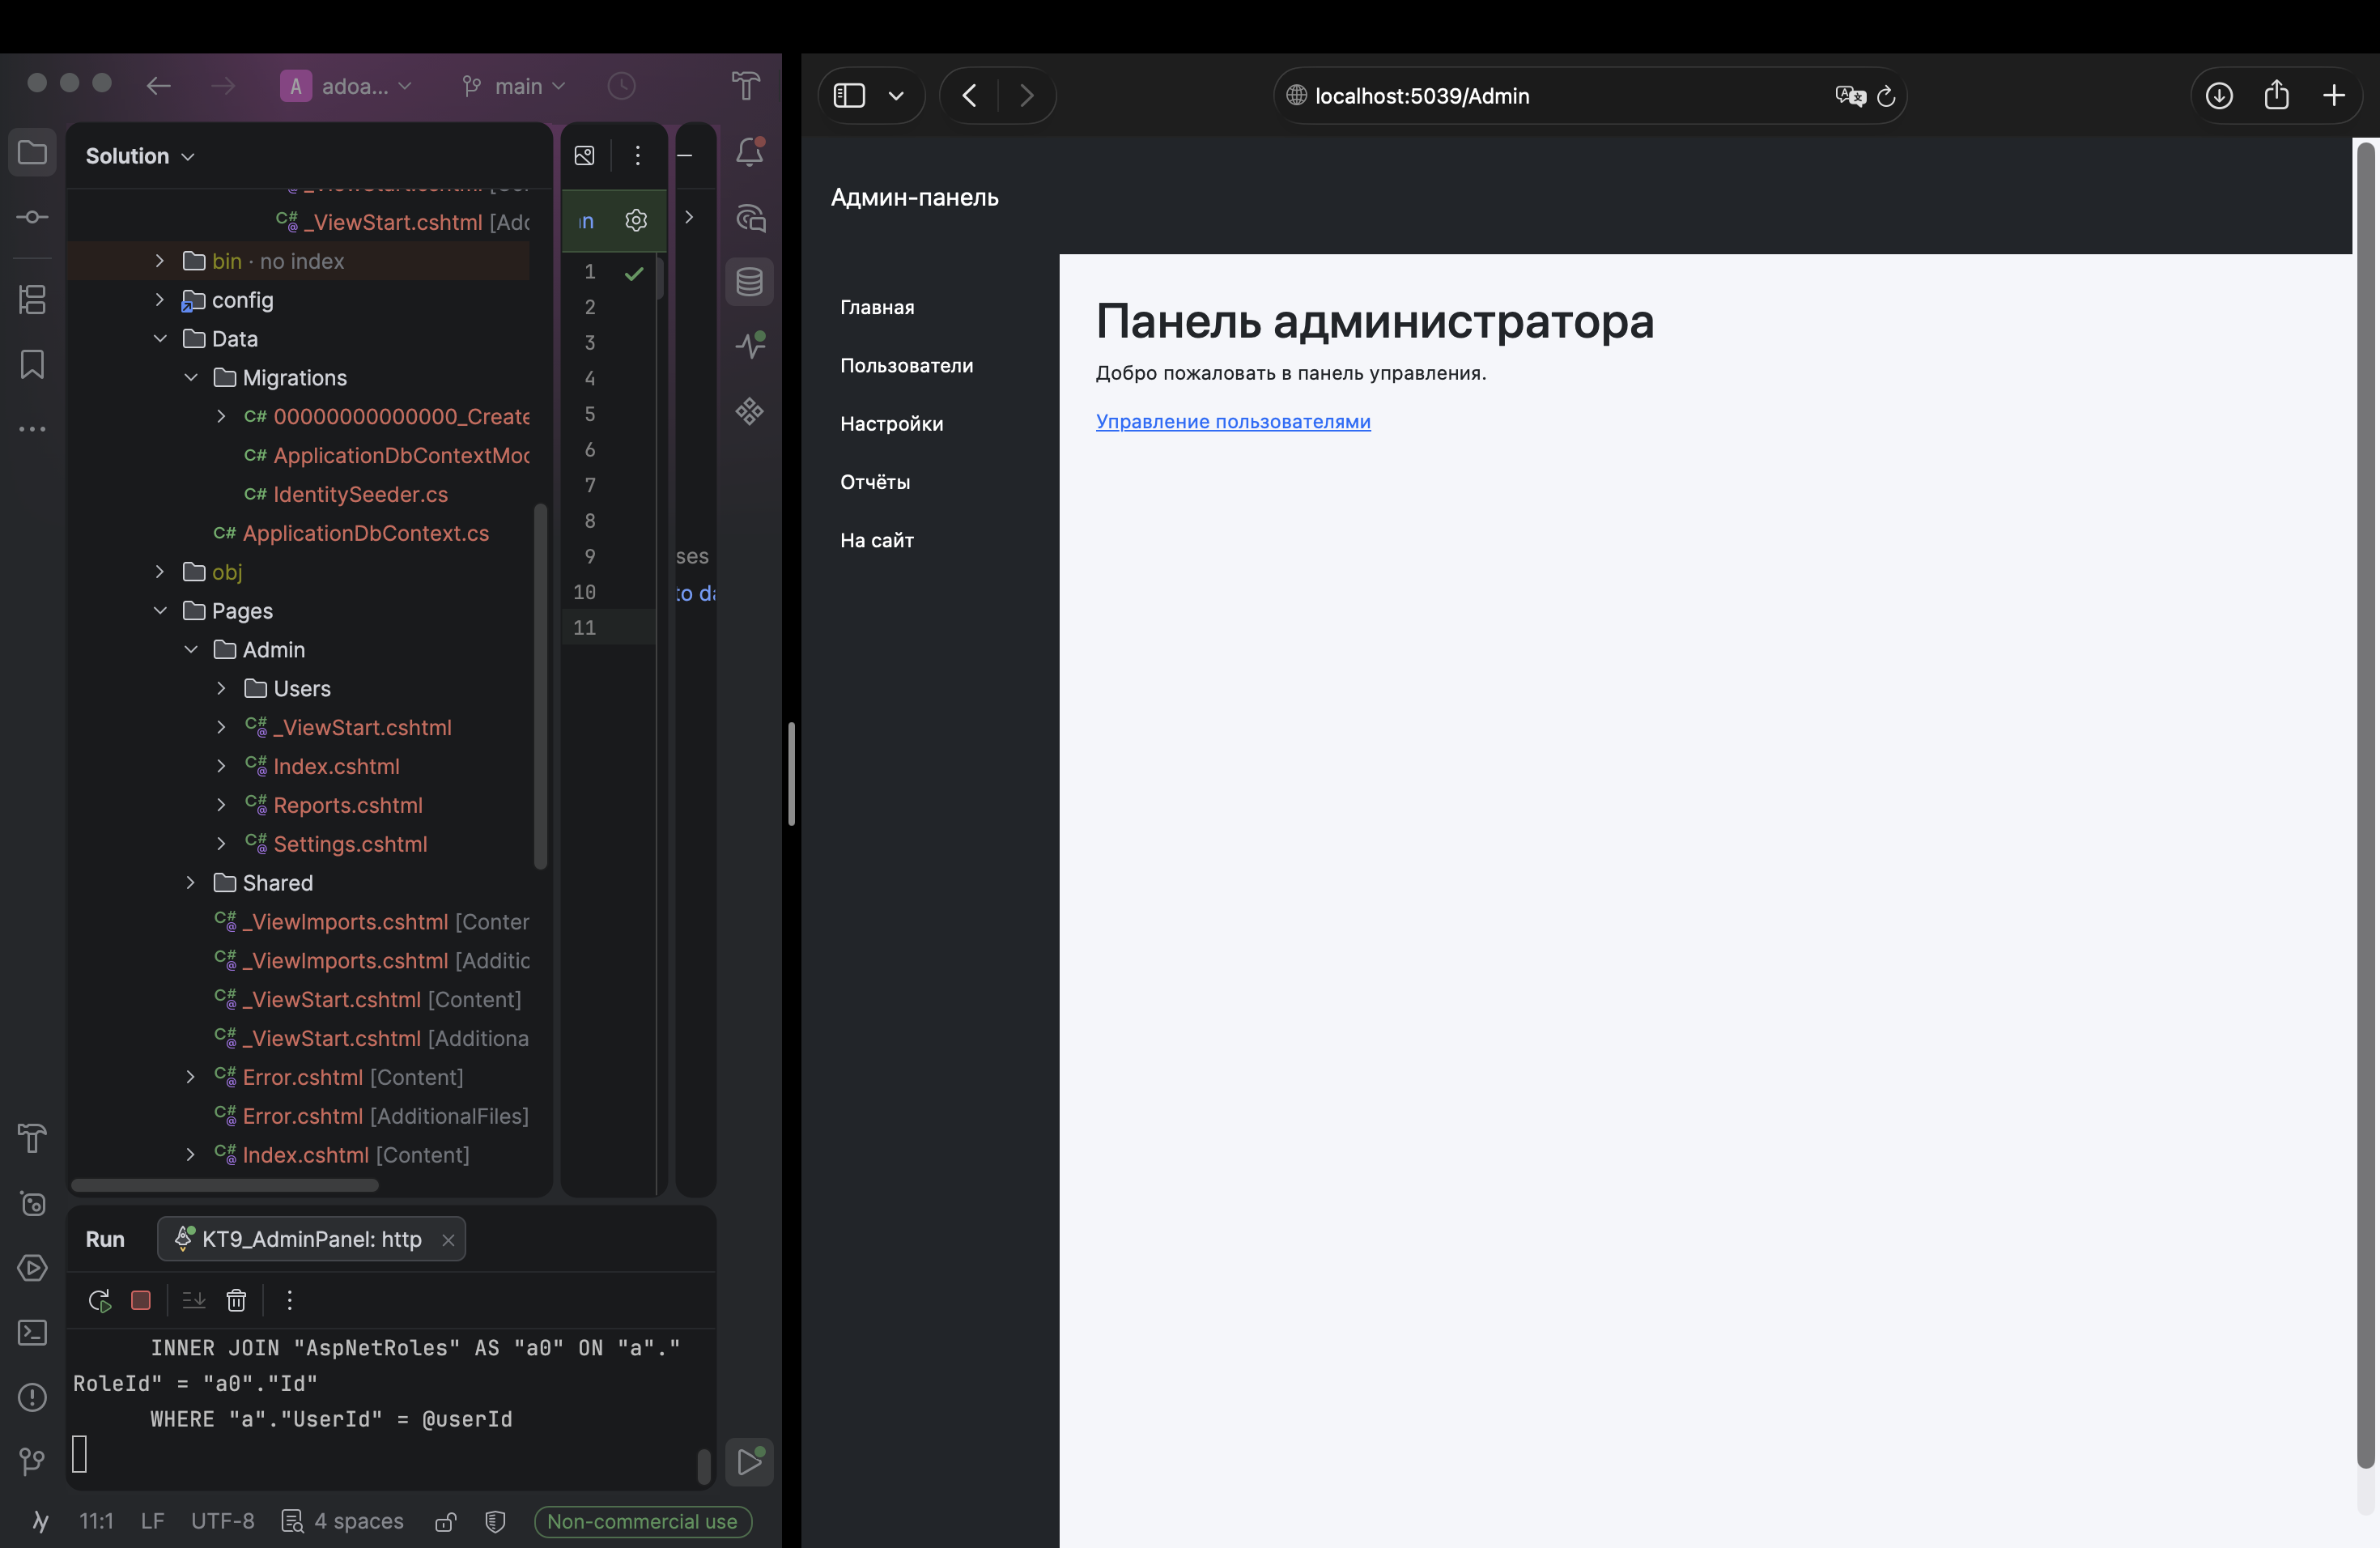 A adoa... main
Solution
_ViewStart.cshtml [Add
bin · no index
config
Data
Migrations
C# 00000000000000_Create
C# ApplicationDbContextMod
C# IdentitySeeder.cs
C# ApplicationDbContext.cs
obj
Pages
Admin
Users
C#@ _ViewStart.cshtml
C#@ Index.cshtml
C#@ Reports.cshtml
C#@ Settings.cshtml
Shared
C#@ _ViewImports.cshtml [Conter
C#@ _ViewImports.cshtml [Additic
C#@ _ViewStart.cshtml [Content]
C#@ _ViewStart.cshtml [Additiona
C#@ Error.cshtml [Content]
C#@ Error.cshtml [AdditionalFiles]
C#@ Index.cshtml [Content]
n
1
2
3
4
5
6
7
8
9
10
11
ses
to da
Run KT9_AdminPanel: http
INNER JOIN "AspNetRoles" AS "a0" ON "a"."
RoleId" = "a0"."Id"
WHERE "a"."UserId" = @userId
11:1 LF UTF-8 4 spaces Non-commercial use
localhost:5039/Admin
Админ-панель
Главная
Пользователи
Настройки
Отчёты
На сайт
Панель администратора
Добро пожаловать в панель управления.
Управление пользователями